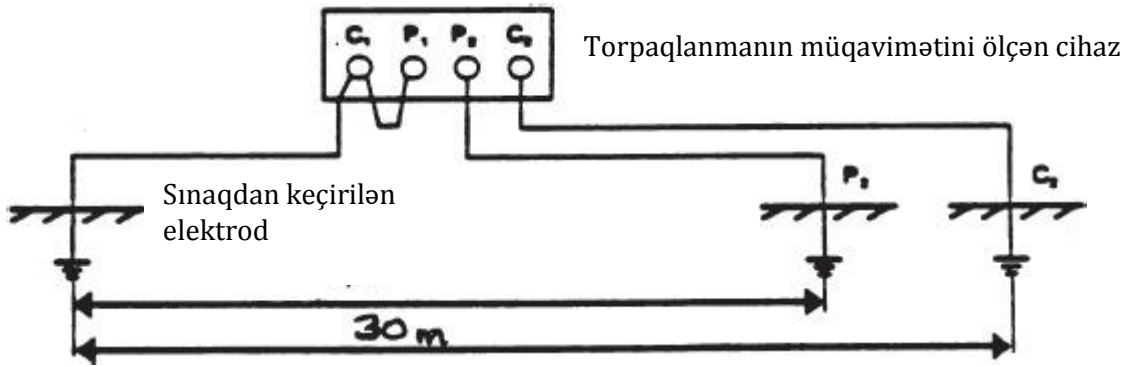 C₁ P₁ P₂ C₂
Torpaqlanmanın müqavimətini ölçən cihaz
Sınaqdan keçirilən
elektrod
P₂
C₂
30 m